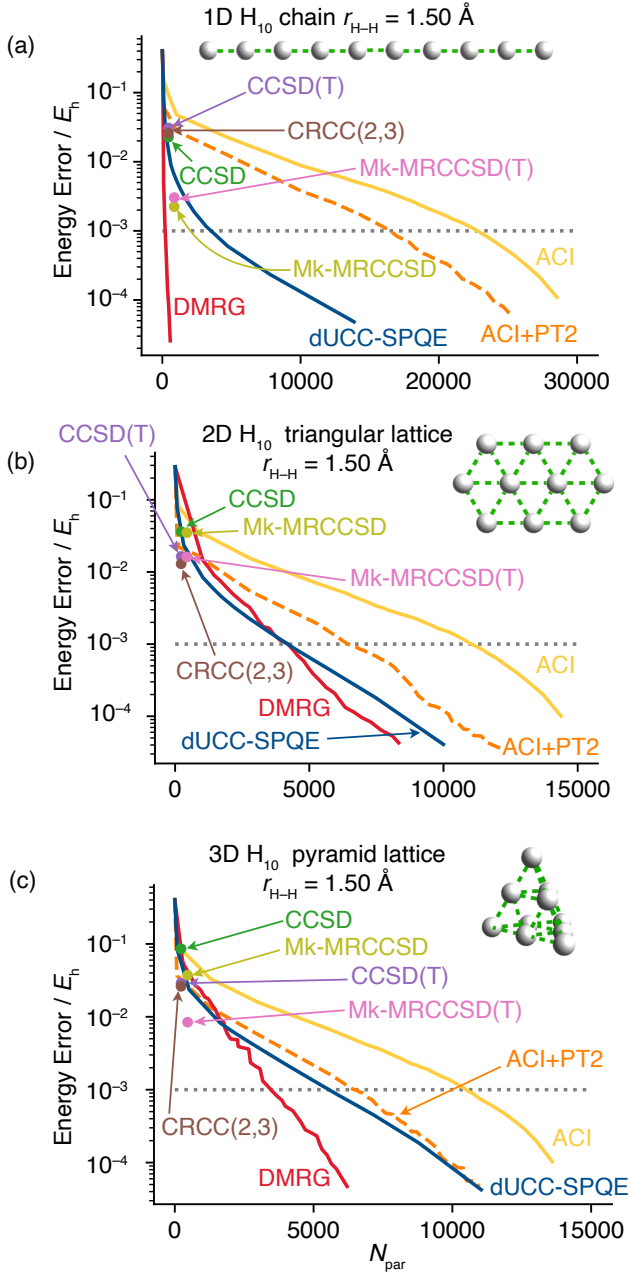 1D H10 chain rH–H = 1.50 Å
(a)
CCSD(T)
CRCC(2,3)
CCSD
Mk-MRCCSD(T)
Mk-MRCCSD
ACI
DMRG
ACI+PT2
dUCC-SPQE
Energy Error / Eh
10−1
10−2
10−3
10−4
0 10000 20000 30000
CCSD(T)
2D H10 triangular lattice
(b)
rH–H = 1.50 Å
CCSD
Mk-MRCCSD
Mk-MRCCSD(T)
CRCC(2,3)
ACI
DMRG
dUCC-SPQE
ACI+PT2
Energy Error / Eh
10−1
10−2
10−3
10−4
0 5000 10000 15000
3D H10 pyramid lattice
(c)
rH–H = 1.50 Å
CCSD
Mk-MRCCSD
CCSD(T)
Mk-MRCCSD(T)
ACI+PT2
CRCC(2,3)
ACI
DMRG
dUCC-SPQE
Energy Error / Eh
10−1
10−2
10−3
10−4
0 5000 10000 15000
Npar